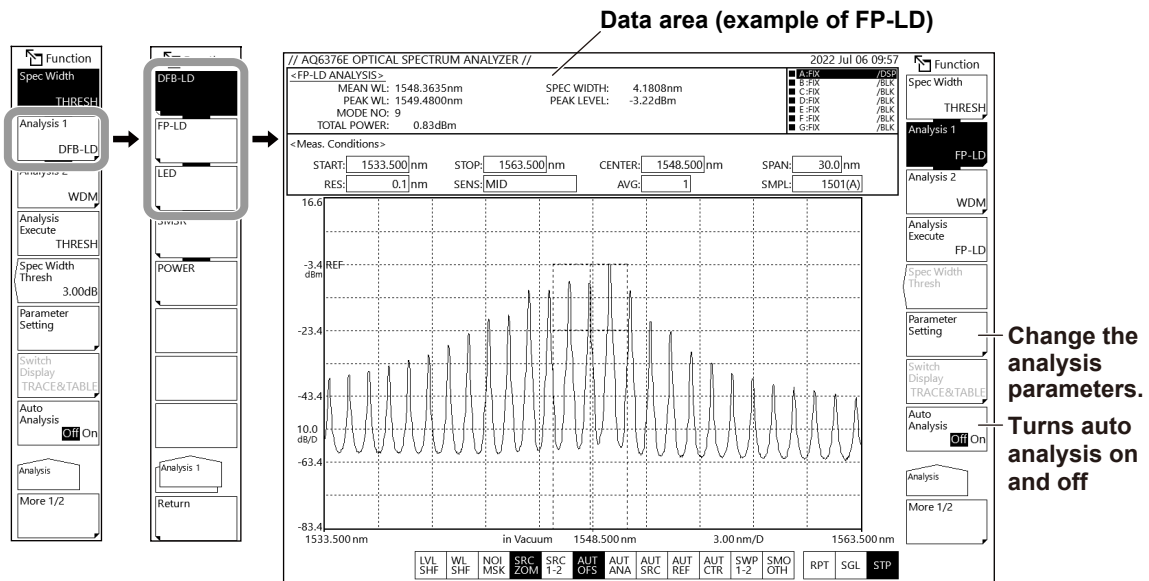 Data area (example of FP-LD)
Function
Spec Width
THRESH
Analysis 1
DFB-LD
Analysis 2
WDM
Analysis
Execute
THRESH
Spec Width
Thresh
3.00dB
Parameter
Setting
Switch
Display
TRACE&TABLE
Auto
Analysis
Off On
Analysis
More 1/2
Function
DFB-LD
FP-LD
LED
SMSR
POWER
Analysis 1
Return
// AQ6376E OPTICAL SPECTRUM ANALYZER // 2022 Jul 06 09:57
<FP-LD ANALYSIS>
MEAN WL: 1548.3635nm SPEC WIDTH: 4.1808nm
PEAK WL: 1549.4800nm PEAK LEVEL: -3.22dBm
MODE NO: 9
TOTAL POWER: 0.83dBm
A:FIX /DSP
B:FIX /BLK
C:FIX /BLK
D:FIX /BLK
E:FIX /BLK
F:FIX /BLK
G:FIX /BLK
<Meas. Conditions>
START: 1533.500 nm STOP: 1563.500 nm CENTER: 1548.500 nm SPAN: 30.0 nm
RES: 0.1 nm SENS: MID AVG: 1 SMPL: 1501(A)
16.6
-3.4 REF
dBm
-23.4
-43.4
10.0
dB/D
-63.4
-83.4
1533.500 nm in Vacuum 1548.500 nm 3.00 nm/D 1563.500 nm
LVL SHF WL SHF NOI MSK SRC ZOM SRC 1-2 AUT OFS AUT ANA AUT SRC AUT REF AUT CTR SWP 1-2 SMO OTH RPT SGL STP
Function
Spec Width
THRESH
Analysis 1
FP-LD
Analysis 2
WDM
Analysis
Execute
FP-LD
Spec Width
Thresh
Parameter
Setting
Switch
Display
TRACE&TABLE
Auto
Analysis
Off On
Analysis
More 1/2
Change the
analysis
parameters.
Turns auto
analysis on
and off